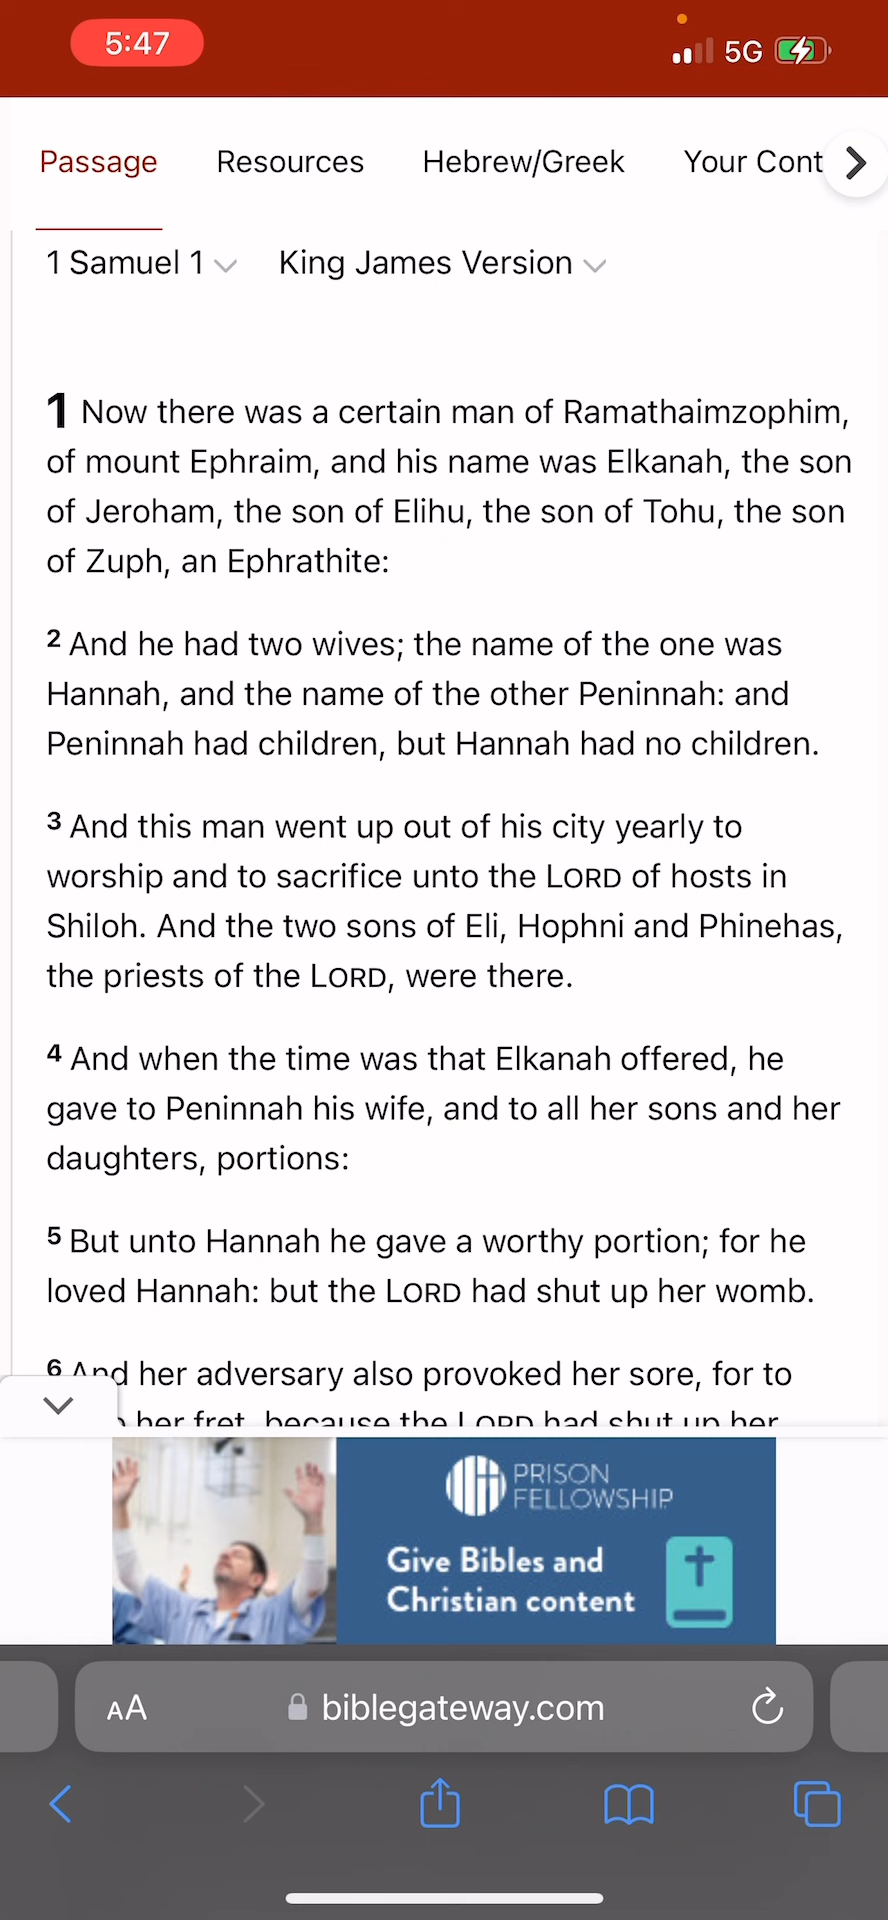 5:47
5G
Passage Resources Hebrew/Greek Your Cont
1 Samuel 1 King James Version
1 Now there was a certain man of Ramathaimzophim,
of mount Ephraim, and his name was Elkanah, the son
of Jeroham, the son of Elihu, the son of Tohu, the son
of Zuph, an Ephrathite:
2 And he had two wives; the name of the one was
Hannah, and the name of the other Peninnah: and
Peninnah had children, but Hannah had no children.
3 And this man went up out of his city yearly to
worship and to sacrifice unto the LORD of hosts in
Shiloh. And the two sons of Eli, Hophni and Phinehas,
the priests of the LORD, were there.
4 And when the time was that Elkanah offered, he
gave to Peninnah his wife, and to all her sons and her
daughters, portions:
5 But unto Hannah he gave a worthy portion; for he
loved Hannah: but the LORD had shut up her womb.
6 And her adversary also provoked her sore, for to
her fret, because the LORD had shut up her
PRISON
FELLOWSHIP
Give Bibles and
Christian content
AA biblegateway.com